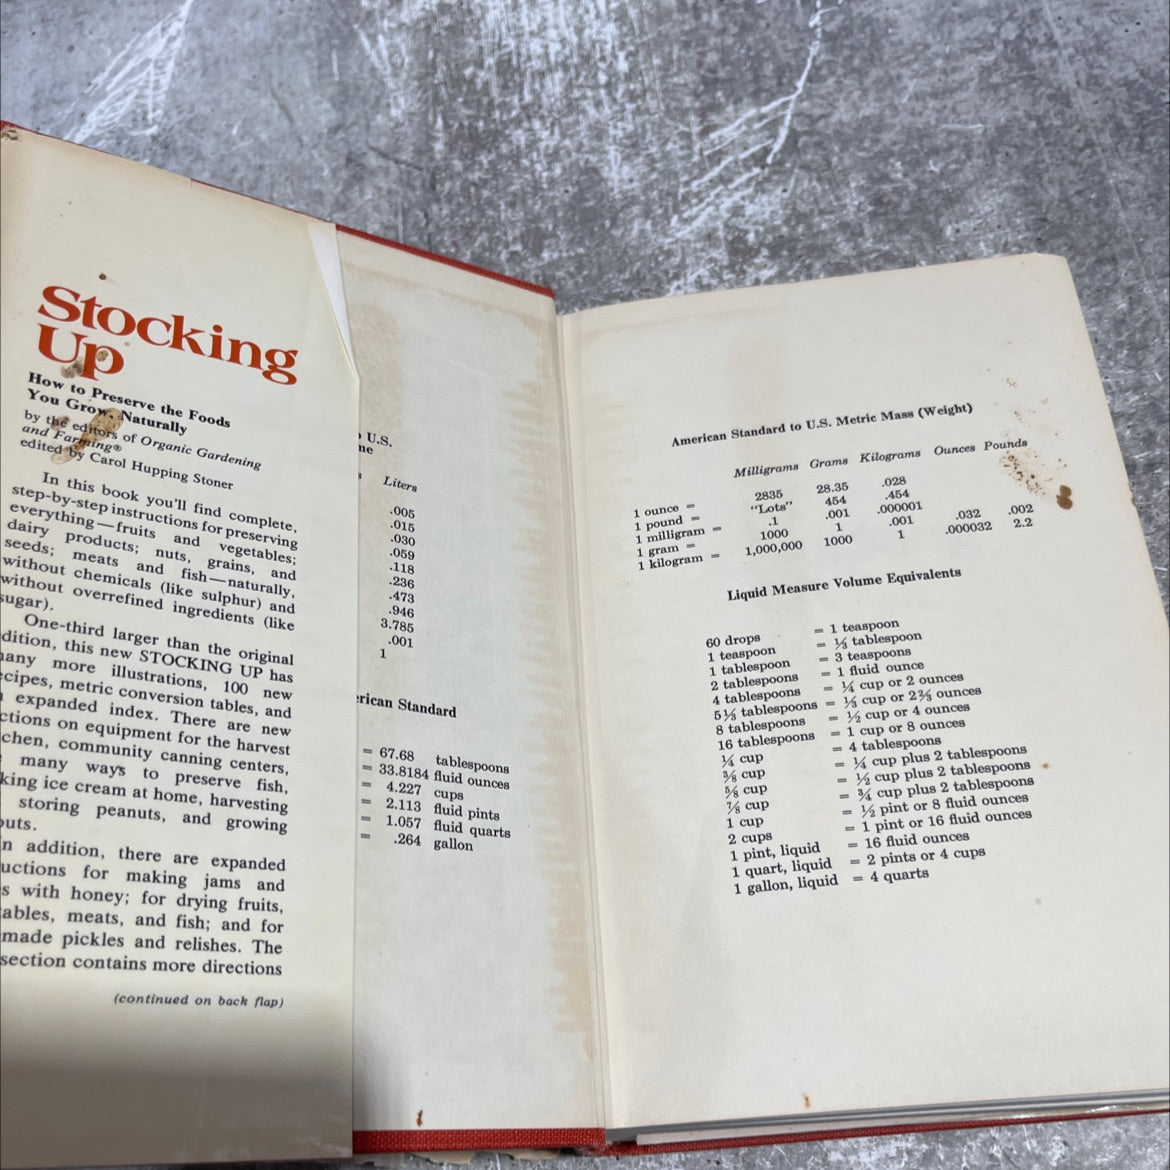 Stocking
Up
How to Preserve the Foods
You Grow Naturally
by the editors of Organic Gardening
and Farming®
edited by Carol Hupping Stoner
In this book you'll find complete,
step-by-step instructions for preserving
everything—fruits and vegetables;
dairy products; nuts, grains, and
seeds; meats and fish—naturally,
without chemicals (like sulphur) and
without overrefined ingredients (like
sugar).
One-third larger than the original
dition, this new STOCKING UP has
any more illustrations, 100 new
ecipes, metric conversion tables, and
expanded index. There are new
ctions on equipment for the harvest
chen, community canning centers,
many ways to preserve fish,
king ice cream at home, harvesting
storing peanuts, and growing
outs.
n addition, there are expanded
uctions for making jams and
s with honey; for drying fruits,
ables, meats, and fish; and for
made pickles and relishes. The
section contains more directions
(continued on back flap)
U.S.
me
s Liters
.005
.015
.030
.059
.118
.236
.473
.946
3.785
.001
1
erican Standard
= 67.68 tablespoons
= 33.8184 fluid ounces
= 4.227 cups
= 2.113 fluid pints
= 1.057 fluid quarts
= .264 gallon
American Standard to U.S. Metric Mass (Weight)
Milligrams Grams Kilograms Ounces Pounds
1 ounce = 2835 28.35 .028
1 pound = "Lots" 454 .454
1 milligram = .1 .001 .000001
1 gram = 1000 1 .001 .032 .002
1 kilogram = 1,000,000 1000 1 .000032 2.2
Liquid Measure Volume Equivalents
60 drops = 1 teaspoon
1 teaspoon = ⅓ tablespoon
1 tablespoon = 3 teaspoons
2 tablespoons = 1 fluid ounce
4 tablespoons = ¼ cup or 2 ounces
5⅓ tablespoons = ⅓ cup or 2⅔ ounces
8 tablespoons = ½ cup or 4 ounces
16 tablespoons = 1 cup or 8 ounces
¼ cup = 4 tablespoons
⅜ cup = ¼ cup plus 2 tablespoons
⅝ cup = ½ cup plus 2 tablespoons
⅞ cup = ¾ cup plus 2 tablespoons
1 cup = ½ pint or 8 fluid ounces
2 cups = 1 pint or 16 fluid ounces
1 pint, liquid = 16 fluid ounces
1 quart, liquid = 2 pints or 4 cups
1 gallon, liquid = 4 quarts